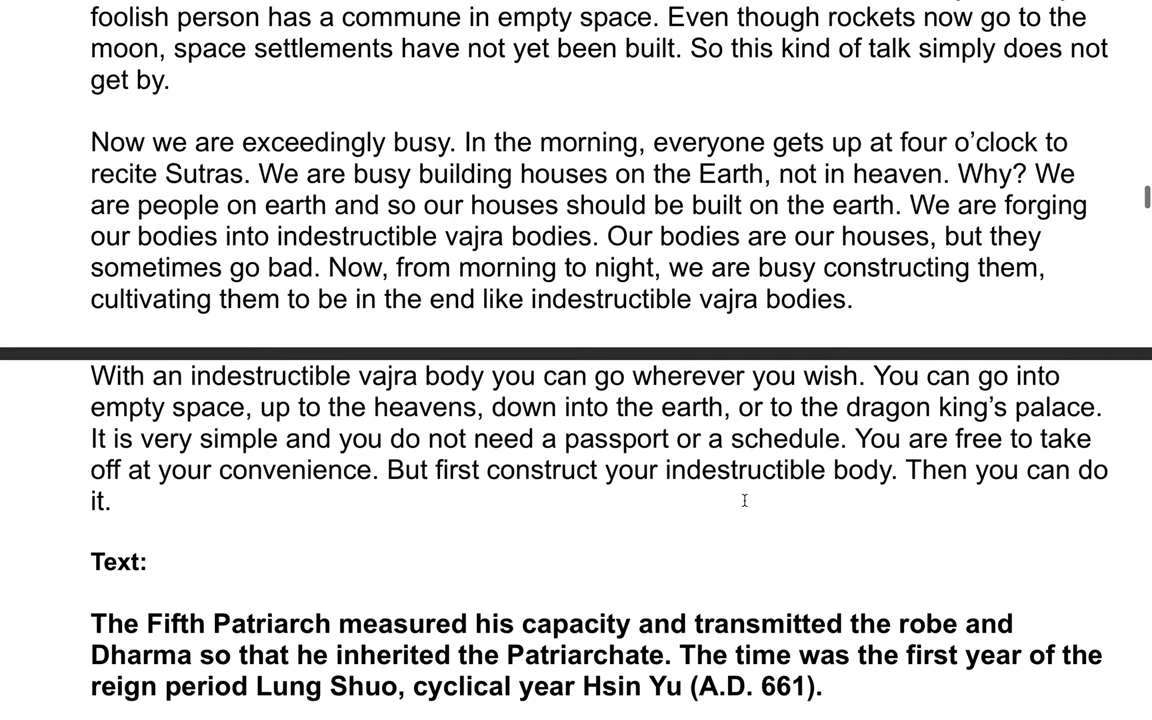 foolish person has a commune in empty space. Even though rockets now go to the
moon, space settlements have not yet been built. So this kind of talk simply does not
get by.
Now we are exceedingly busy. In the morning, everyone gets up at four o’clock to
recite Sutras. We are busy building houses on the Earth, not in heaven. Why? We
are people on earth and so our houses should be built on the earth. We are forging
our bodies into indestructible vajra bodies. Our bodies are our houses, but they
sometimes go bad. Now, from morning to night, we are busy constructing them,
cultivating them to be in the end like indestructible vajra bodies.
With an indestructible vajra body you can go wherever you wish. You can go into
empty space, up to the heavens, down into the earth, or to the dragon king’s palace.
It is very simple and you do not need a passport or a schedule. You are free to take
off at your convenience. But first construct your indestructible body. Then you can do
it.
Text:
The Fifth Patriarch measured his capacity and transmitted the robe and
Dharma so that he inherited the Patriarchate. The time was the first year of the
reign period Lung Shuo, cyclical year Hsin Yu (A.D. 661).